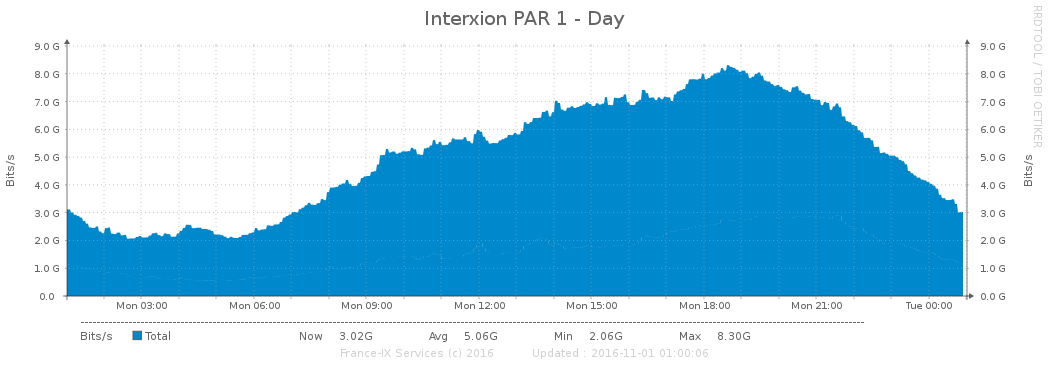 Interxion PAR 1 - Day
RRDTOOL / TOBI OETIKER
Bits/s
9.0 G
8.0 G
7.0 G
6.0 G
5.0 G
4.0 G
3.0 G
2.0 G
1.0 G
0.0
9.0 G
8.0 G
7.0 G
6.0 G
5.0 G
4.0 G
3.0 G
2.0 G
1.0 G
0.0 G
Bits/s
Mon 03:00 Mon 06:00 Mon 09:00 Mon 12:00 Mon 15:00 Mon 18:00 Mon 21:00 Tue 00:00
Bits/s Total Now 3.02G Avg 5.06G Min 2.06G Max 8.30G
France-IX Services (c) 2016 Updated : 2016-11-01 01:00:06